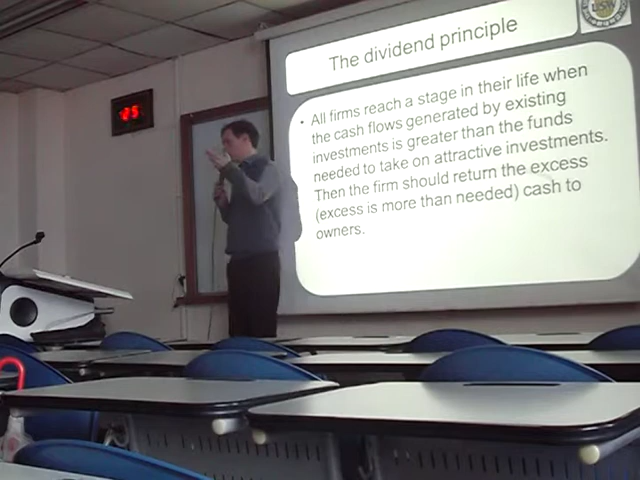 The dividend principle
• All firms reach a stage in their life when
the cash flows generated by existing
investments is greater than the funds
needed to take on attractive investments.
Then the firm should return the excess
(excess is more than needed) cash to
owners.